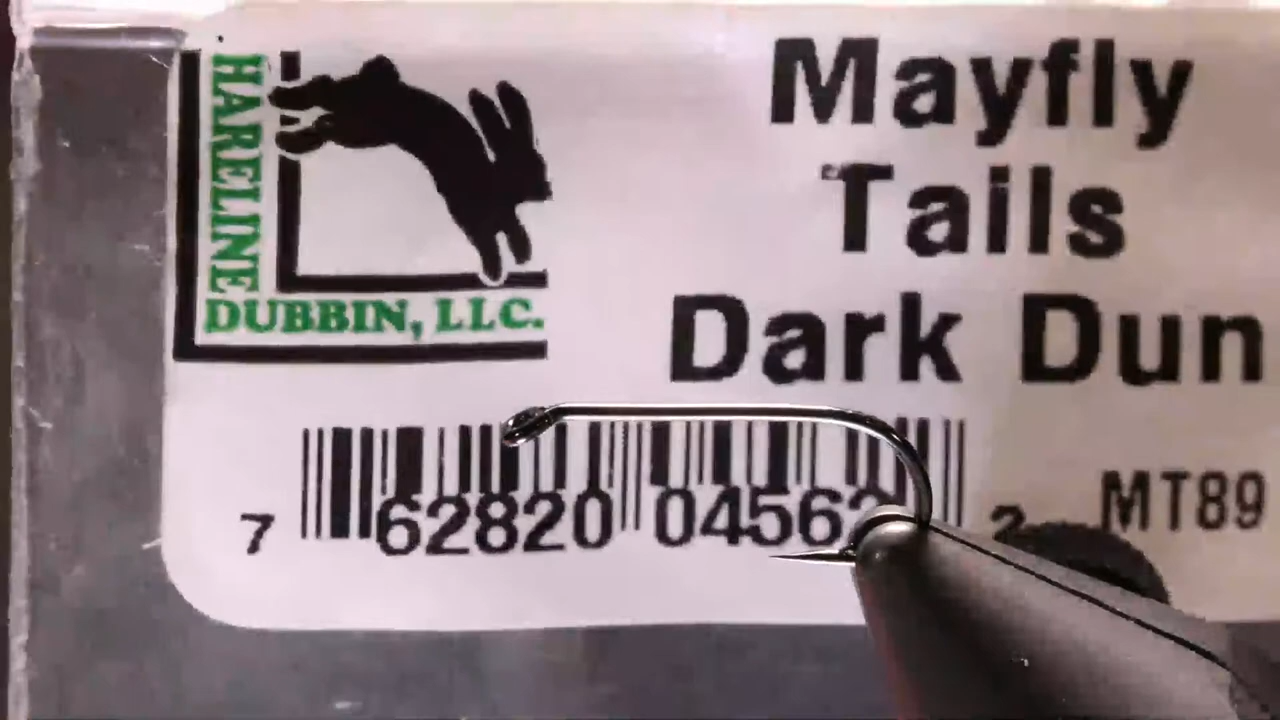 HARELINE
DUBBIN, LLC.
Mayfly
Tails
Dark Dun
7 62820 04562 2
MT89